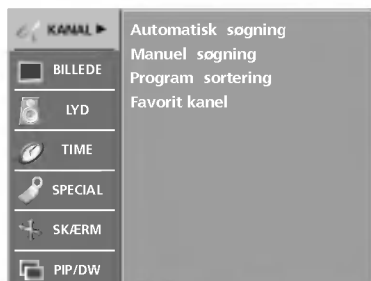 KANAL ►
BILLEDE
LYD
TIME
SPECIAL
SKÆRM
PIP/DW
Automatisk søgning
Manuel søgning
Program sortering
Favorit kanel